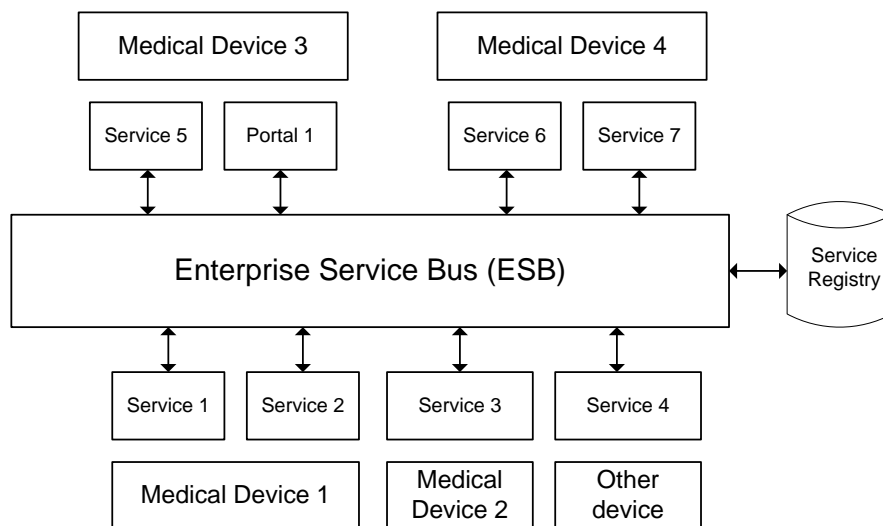 Medical Device 3
Medical Device 4
Service 5
Portal 1
Service 6
Service 7
Enterprise Service Bus (ESB)
Service
Registry
Service 1
Service 2
Service 3
Service 4
Medical Device 1
Medical
Device 2
Other
device